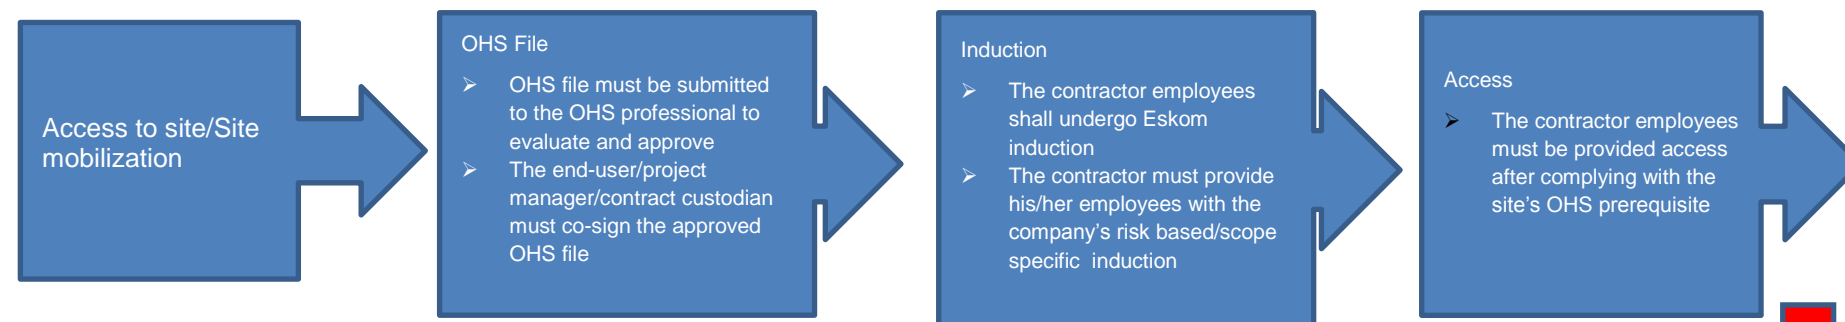 Access to site/Site
mobilization
OHS File
➢ OHS file must be submitted
to the OHS professional to
evaluate and approve
➢ The end-user/project
manager/contract custodian
must co-sign the approved
OHS file
Induction
➢ The contractor employees
shall undergo Eskom
induction
➢ The contractor must provide
his/her employees with the
company’s risk based/scope
specific induction
Access
➢ The contractor employees
must be provided access
after complying with the
site’s OHS prerequisite